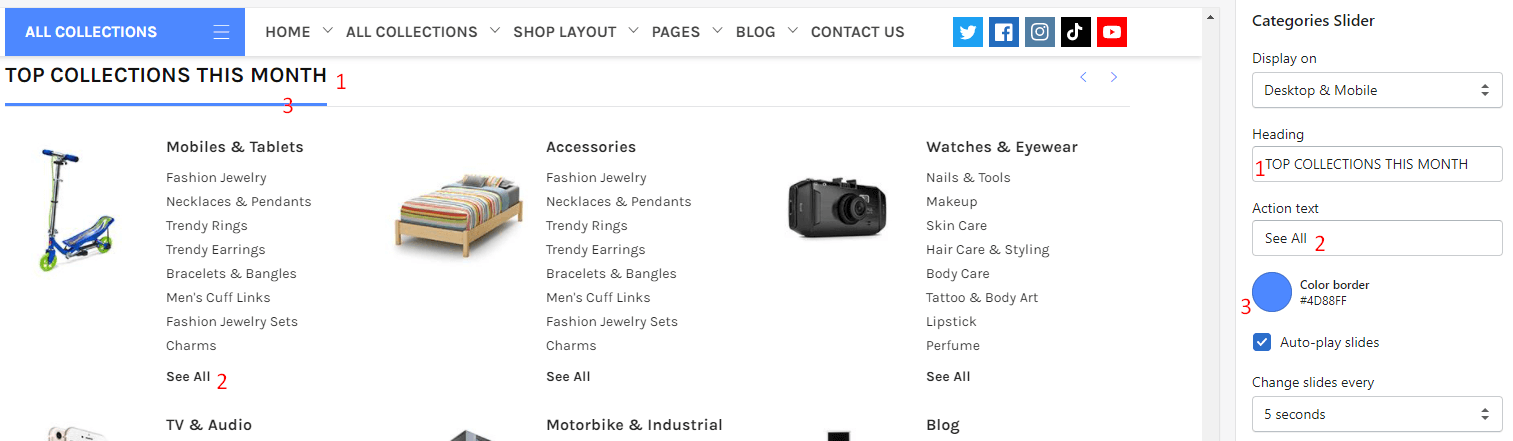 ALL COLLECTIONS
HOME ALL COLLECTIONS SHOP LAYOUT PAGES BLOG CONTACT US
TOP COLLECTIONS THIS MONTH 1
3
Mobiles & Tablets
Fashion Jewelry
Necklaces & Pendants
Trendy Rings
Trendy Earrings
Bracelets & Bangles
Men's Cuff Links
Fashion Jewelry Sets
Charms
See All 2
Accessories
Fashion Jewelry
Necklaces & Pendants
Trendy Rings
Trendy Earrings
Bracelets & Bangles
Men's Cuff Links
Fashion Jewelry Sets
Charms
See All
Watches & Eyewear
Nails & Tools
Makeup
Skin Care
Hair Care & Styling
Body Care
Tattoo & Body Art
Lipstick
Perfume
See All
TV & Audio
Motorbike & Industrial
Blog
Categories Slider
Display on
Desktop & Mobile
Heading
1 TOP COLLECTIONS THIS MONTH
Action text
See All 2
Color border
3 #4D88FF
Auto-play slides
Change slides every
5 seconds